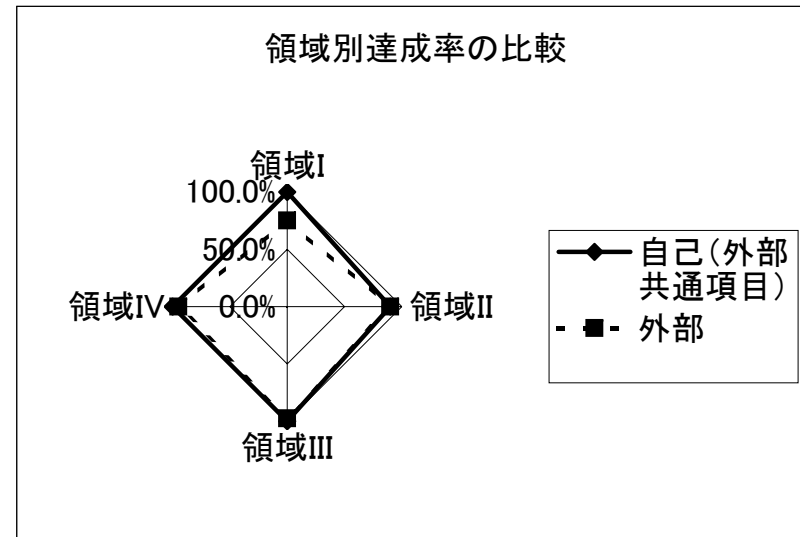 領域別達成率の比較
領域I
100.0%
50.0%
領域IV
0.0%
領域II
領域III
自己(外部
共通項目)
外部